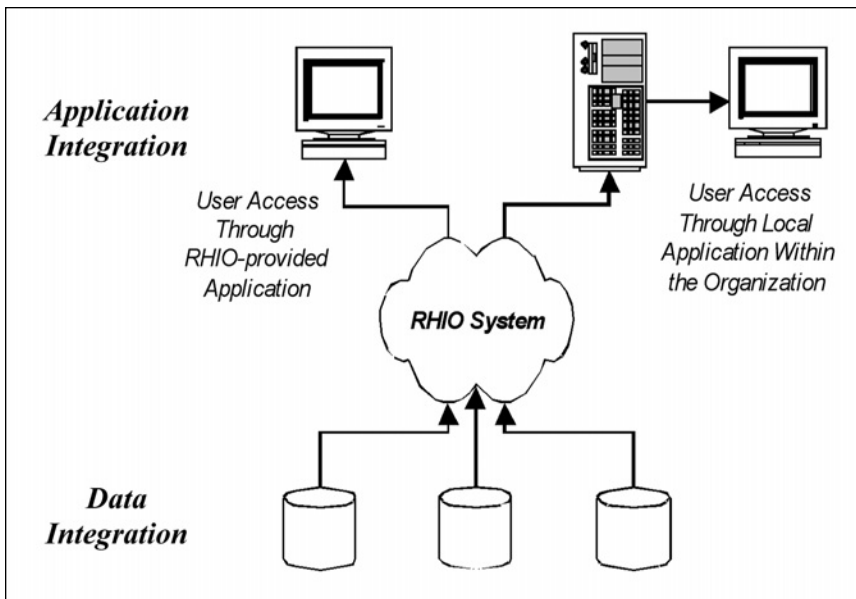 Application
Integration
User Access
Through
RHIO-provided
Application
User Access
Through Local
Application Within
the Organization
RHIO System
Data
Integration